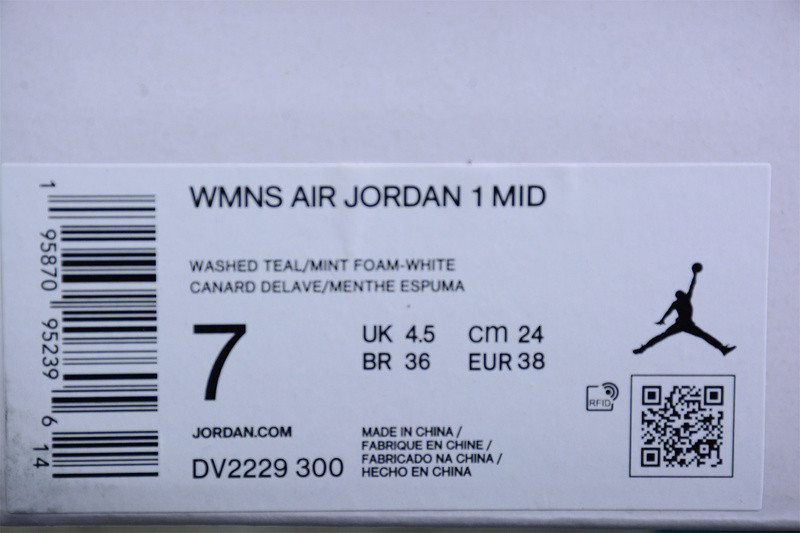 WMNS AIR JORDAN 1 MID
WASHED TEAL/MINT FOAM-WHITE
CANARD DELAVE/MENTHE ESPUMA
7
UK 4.5 cm 24
BR 36 EUR 38
JORDAN.COM
DV2229 300
MADE IN CHINA /
FABRIQUE EN CHINE /
FABRICADO NA CHINA /
HECHO EN CHINA
RFID
1 95870 95239 6 14